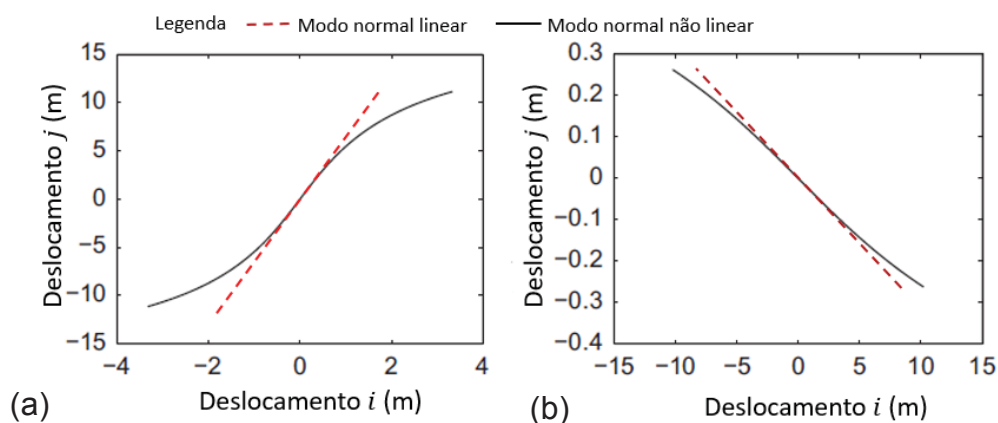 Legenda Modo normal linear Modo normal não linear
(a)
Deslocamento j (m)
15
10
5
0
−5
−10
−15
−4 −2 0 2 4
Deslocamento i (m)
(b)
Deslocamento j (m)
0.3
0.2
0.1
0
−0.1
−0.2
−0.3
−0.4
−15 −10 −5 0 5 10 15
Deslocamento i (m)